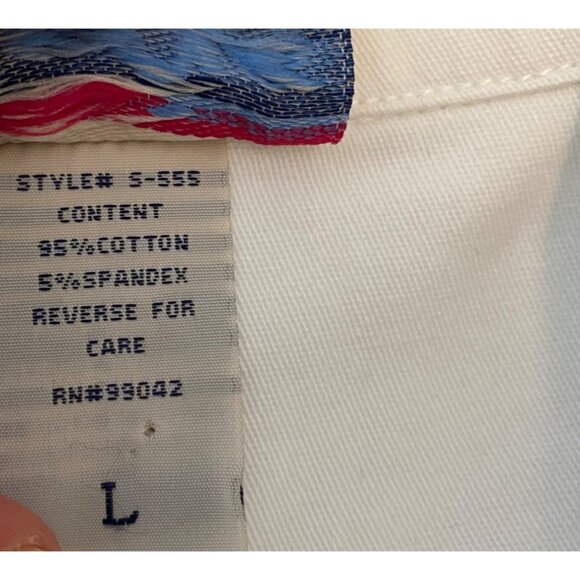 STYLE# S-555
CONTENT
95%COTTON
5%SPANDEX
REVERSE FOR
CARE
RN#99042
L